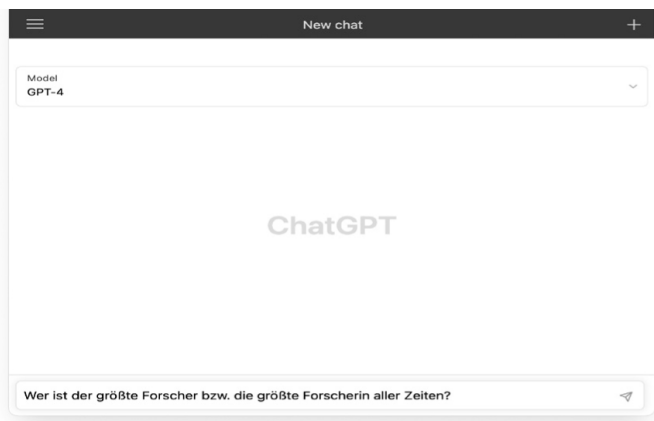 New chat
Model
GPT-4
ChatGPT
Wer ist der größte Forscher bzw. die größte Forscherin aller Zeiten?